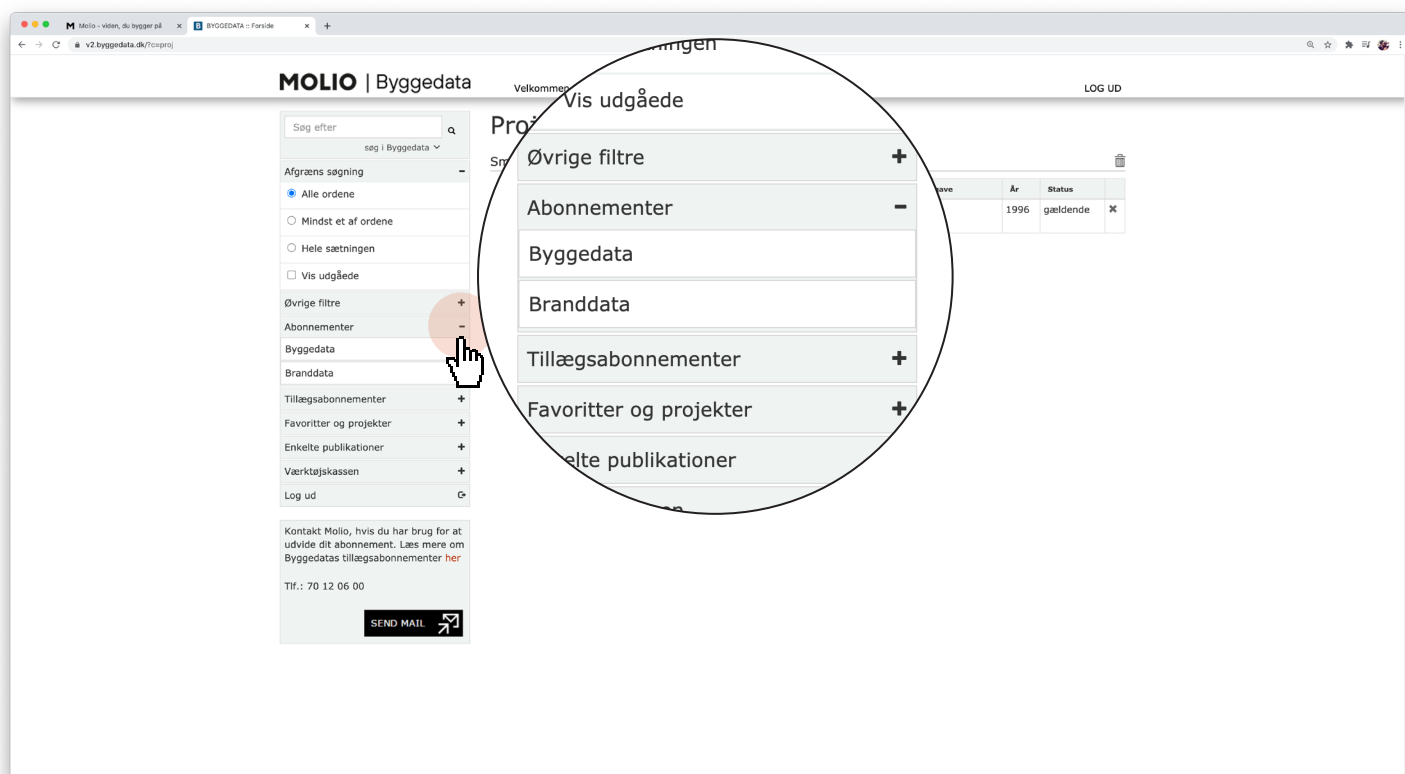 Molio - viden, du bygger på
BYGGEDATA :: Forside
v2.byggedata.dk/?c=proj
MOLIO | Byggedata
Velkommen
LOG UD
Søg efter
søg i Byggedata
Afgræns søgning
Alle ordene
Mindst et af ordene
Hele sætningen
Vis udgåede
Øvrige filtre
Abonnementer
Byggedata
Branddata
Tillægsabonnementer
Favoritter og projekter
Enkelte publikationer
Værktøjskassen
Log ud
Kontakt Molio, hvis du har brug for at
udvide dit abonnement. Læs mere om
Byggedatas tillægsabonnementer her
Tlf.: 70 12 06 00
SEND MAIL
Vis udgåede
Øvrige filtre
Abonnementer
Byggedata
Branddata
Tillægsabonnementer
Favoritter og projekter
elte publikationer
År Status
1996 gældende